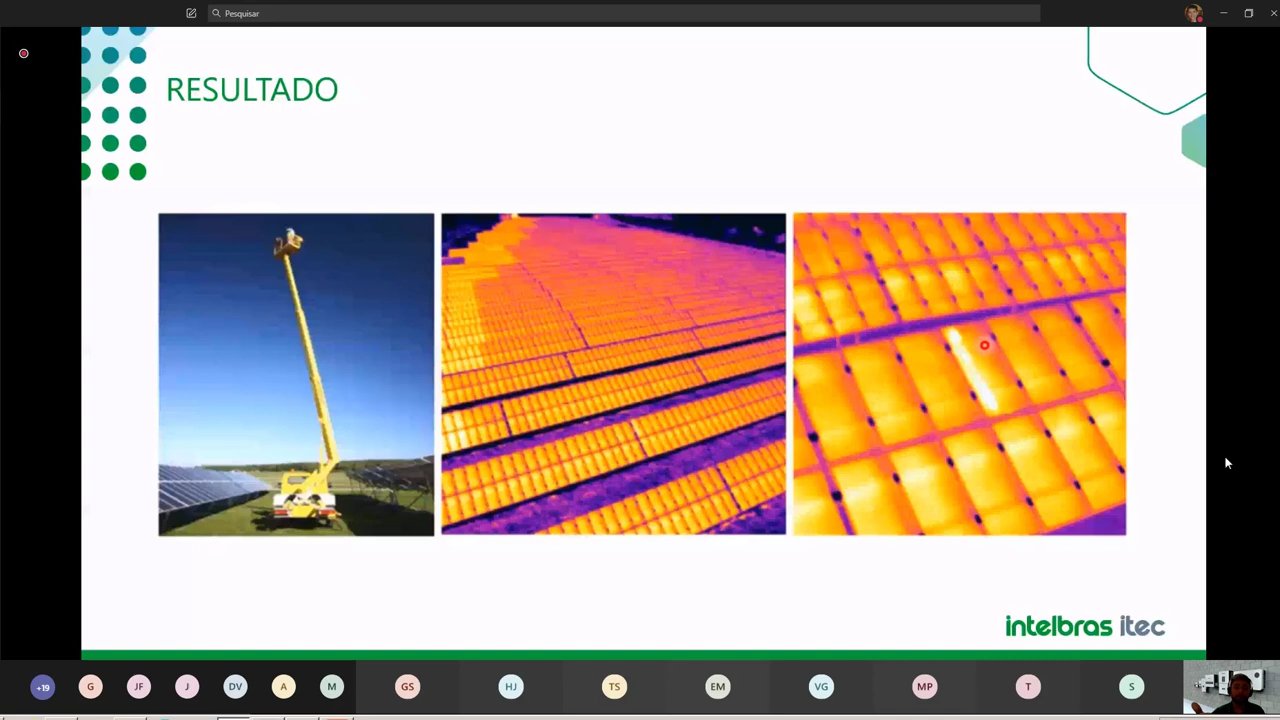 Pesquisar
RESULTADO
intelbras itec
+19
G
JF
J
DV
A
M
GS
HJ
TS
EM
VG
MP
T
S